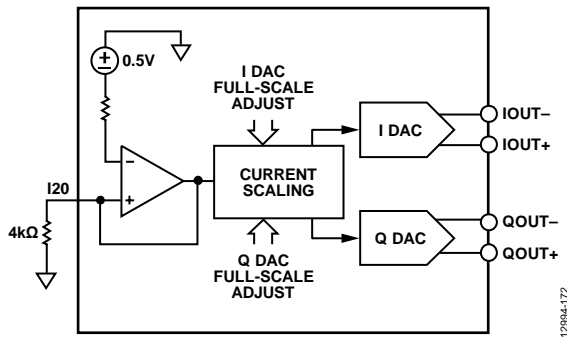 0.5V
I DAC
FULL-SCALE
ADJUST
I DAC
IOUT–
IOUT+
–
+
I20
4kΩ
CURRENT
SCALING
Q DAC
QOUT–
QOUT+
Q DAC
FULL-SCALE
ADJUST
12994-172